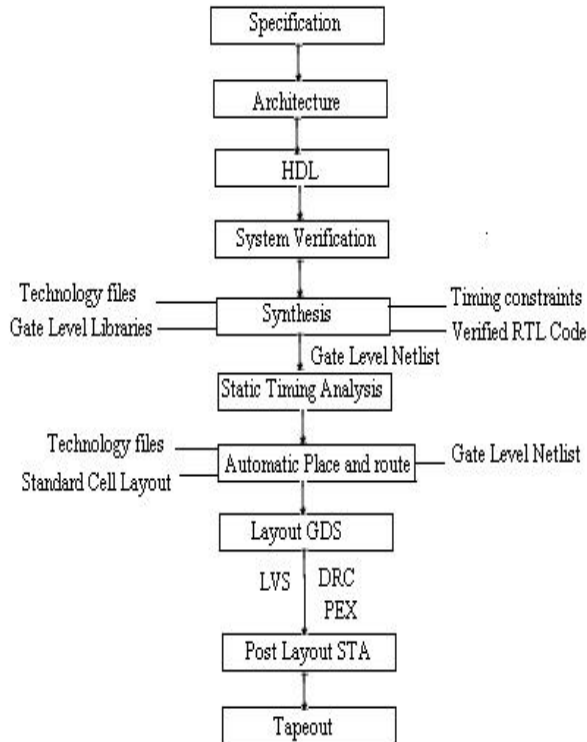 Specification
Architecture
HDL
System Verification
Technology files
Timing constraints
Gate Level Libraries
Synthesis
Verified RTL Code
Gate Level Netlist
Static Timing Analysis
Technology files
Gate Level Netlist
Standard Cell Layout
Automatic Place and route
Layout GDS
LVS
DRC
PEX
Post Layout STA
Tapeout